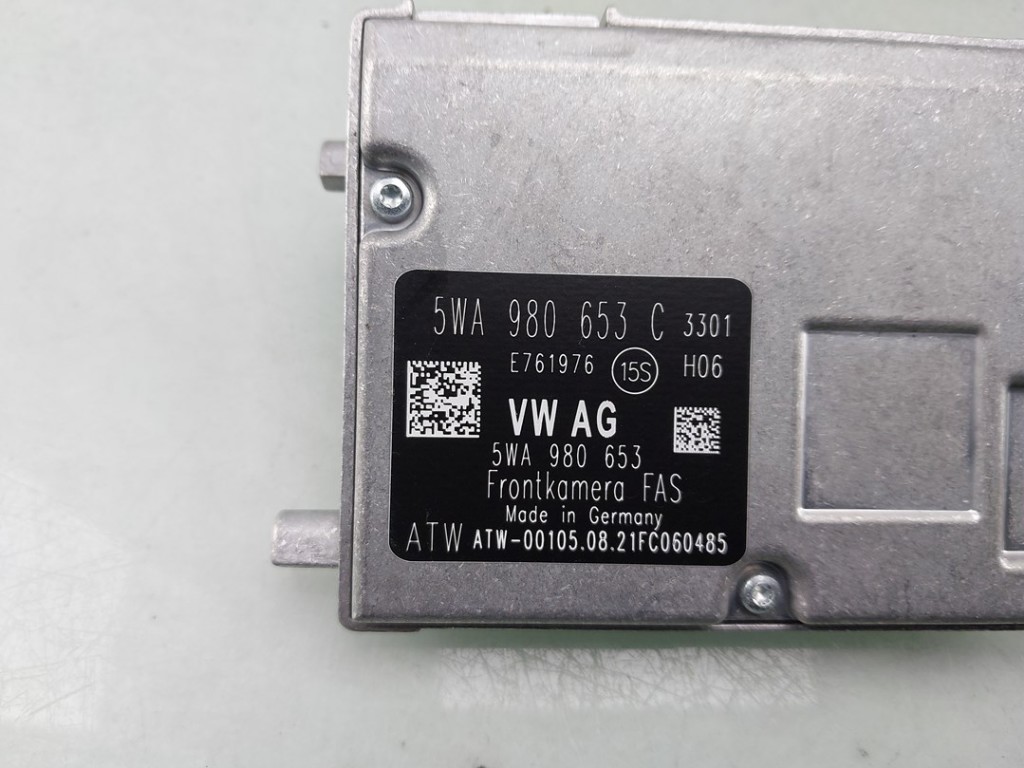 5WA 980 653 C 3301
E761976 15S H06
VW AG
5WA 980 653
Frontkamera FAS
Made in Germany
ATW ATW-00105.08.21FC060485